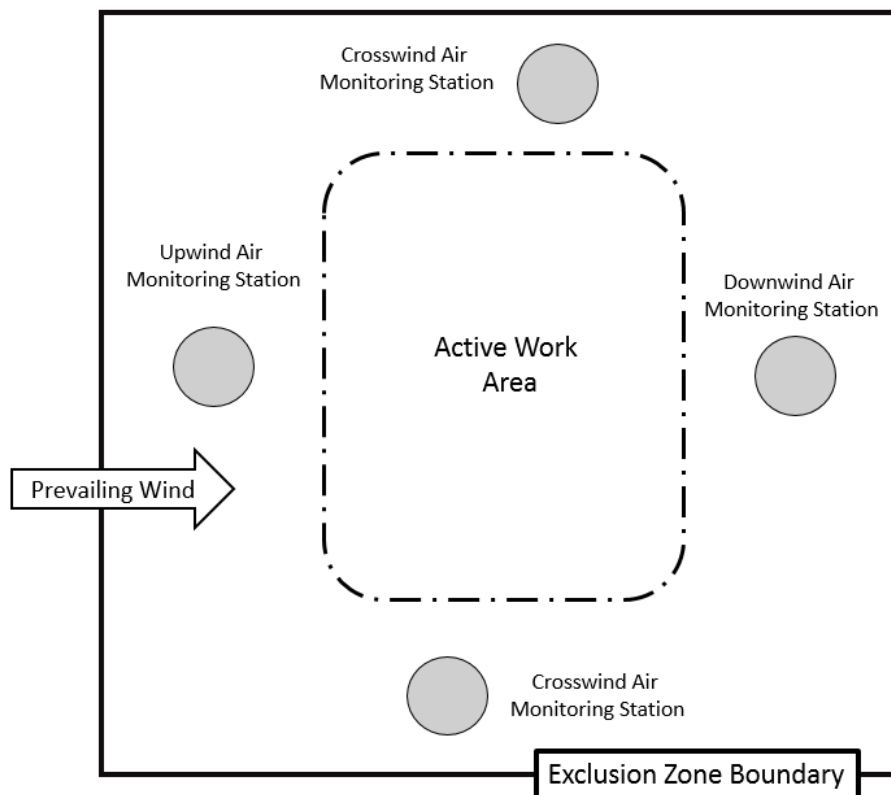 Crosswind Air
Monitoring Station
Upwind Air
Monitoring Station
Downwind Air
Monitoring Station
Active Work
Area
Prevailing Wind
Crosswind Air
Monitoring Station
Exclusion Zone Boundary